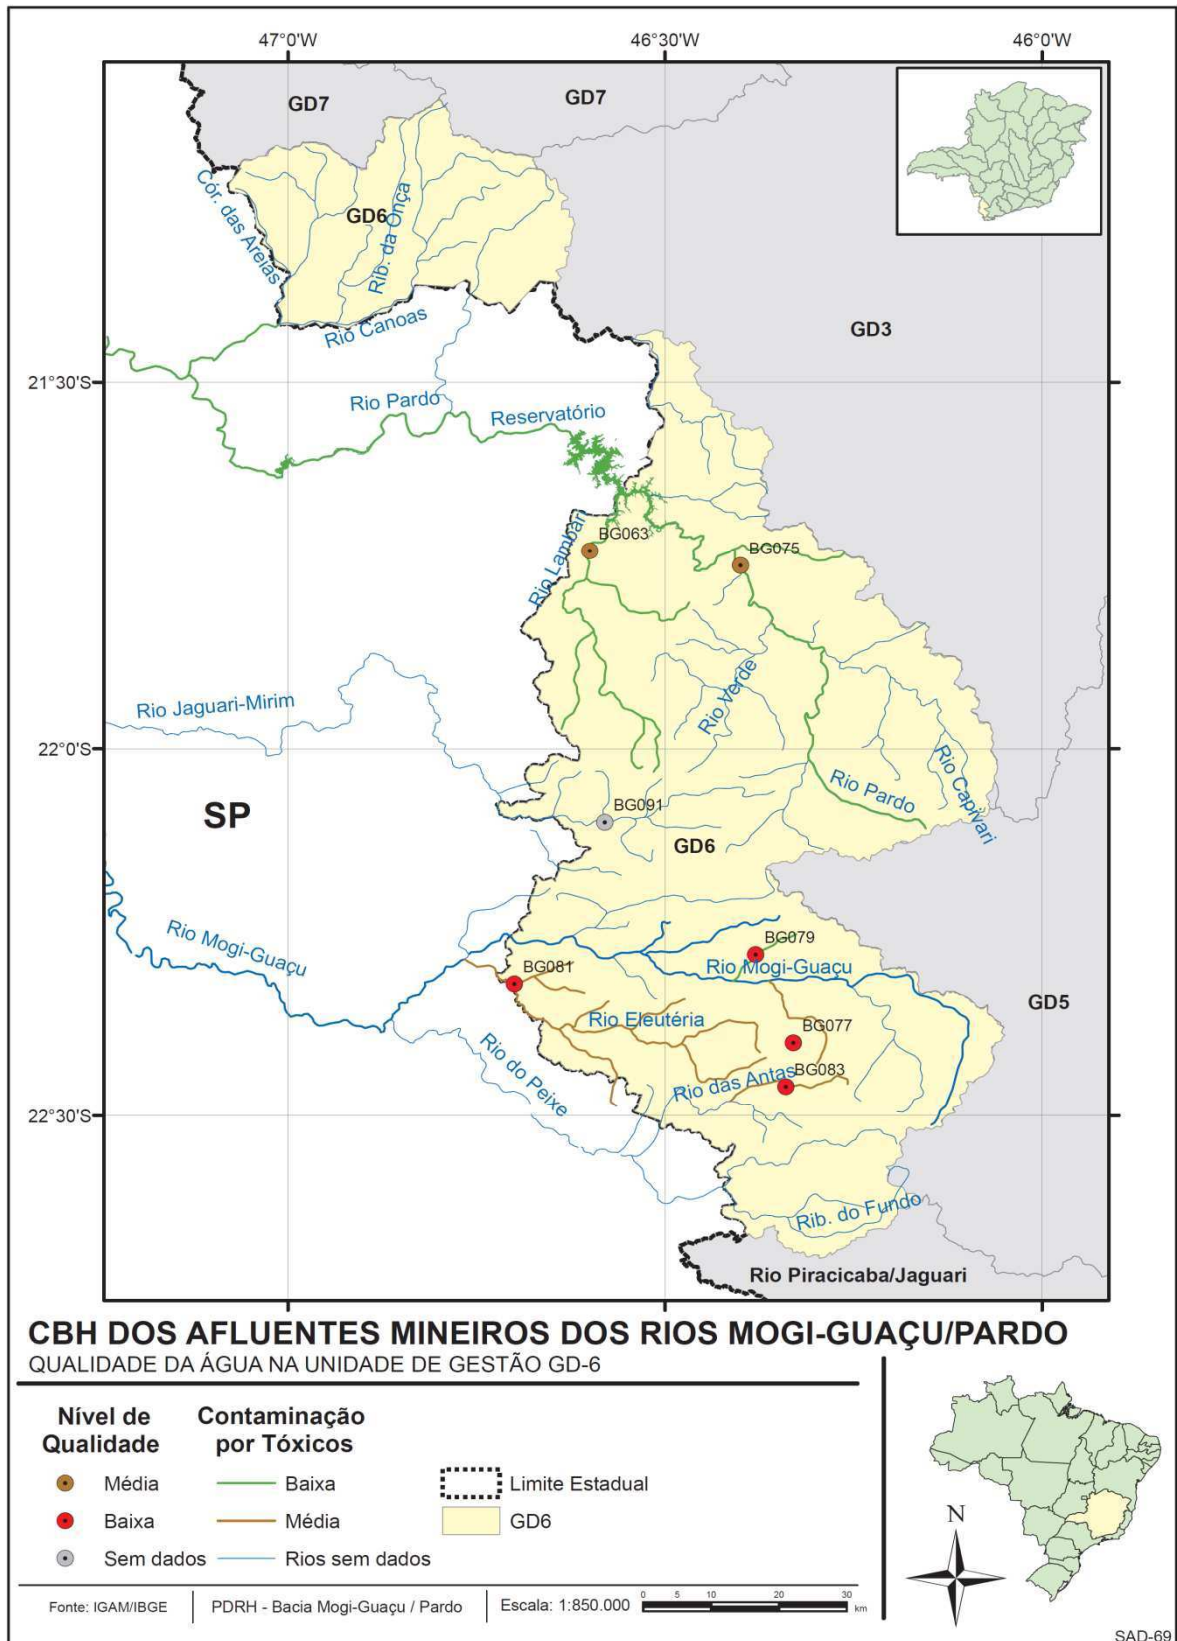 47°0'W
46°30'W
46°0'W
GD7
GD7
Cór. das Areias
GD6
Rib. da Onça
Rio Canoas
GD3
21°30'S
Rio Pardo
Reservatório
Rio Lambari
BG063
BG075
Rio Verde
Rio Jaguari-Mirim
22°0'S
Rio Pardo
Rio Capivari
SP
BG091
GD6
Rio Mogi-Guaçu
BG079
BG081
Rio Mogi-Guaçu
GD5
Rio Eleutéria
BG077
Rio do Peixe
Rio das Antas
BG083
22°30'S
Rib. do Fundo
Rio Piracicaba/Jaguari
CBH DOS AFLUENTES MINEIROS DOS RIOS MOGI-GUAÇU/PARDO
QUALIDADE DA ÁGUA NA UNIDADE DE GESTÃO GD-6
Nível de
Qualidade
Média
Baixa
Sem dados
Contaminação
por Tóxicos
Baixa
Média
Rios sem dados
Limite Estadual
GD6
N
Fonte: IGAM/IBGE
PDRH - Bacia Mogi-Guaçu / Pardo
Escala: 1:850.000
0 5 10 20 30
km
SAD-69